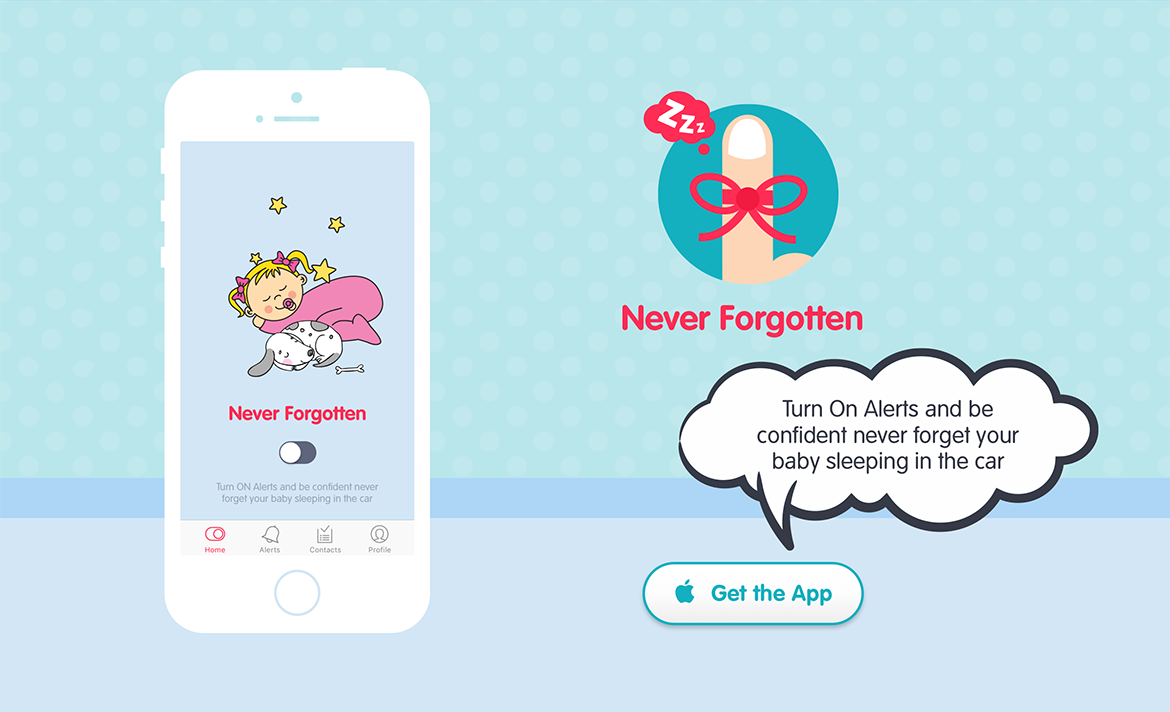 Never Forgotten
Turn ON Alerts and be confident never
forget your baby sleeping in the car
Home
Alerts
Contacts
Profile
Zzz
Never Forgotten
Turn On Alerts and be
confident never forget your
baby sleeping in the car
Get the App